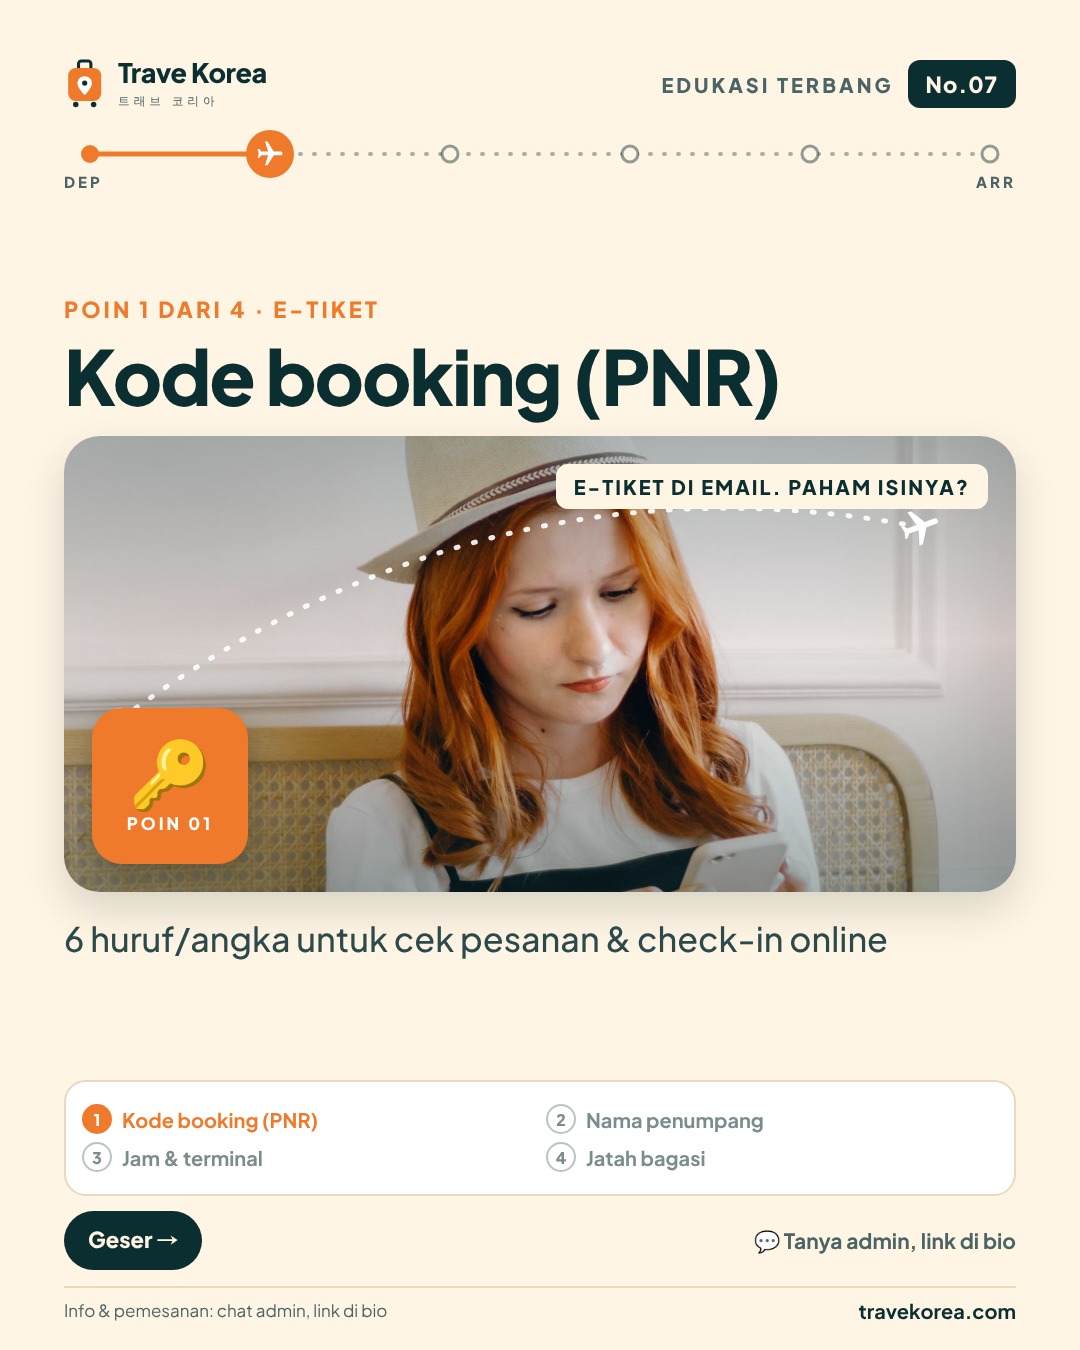 Trave Korea
트래브 코리아
EDUKASI TERBANG
No.07
DEP
ARR
POIN 1 DARI 4 · E-TIKET
Kode booking (PNR)
E-TIKET DI EMAIL. PAHAM ISINYA?
POIN 01
6 huruf/angka untuk cek pesanan & check-in online
1 Kode booking (PNR)
2 Nama penumpang
3 Jam & terminal
4 Jatah bagasi
Geser →
💬 Tanya admin, link di bio
Info & pemesanan: chat admin, link di bio
travekorea.com